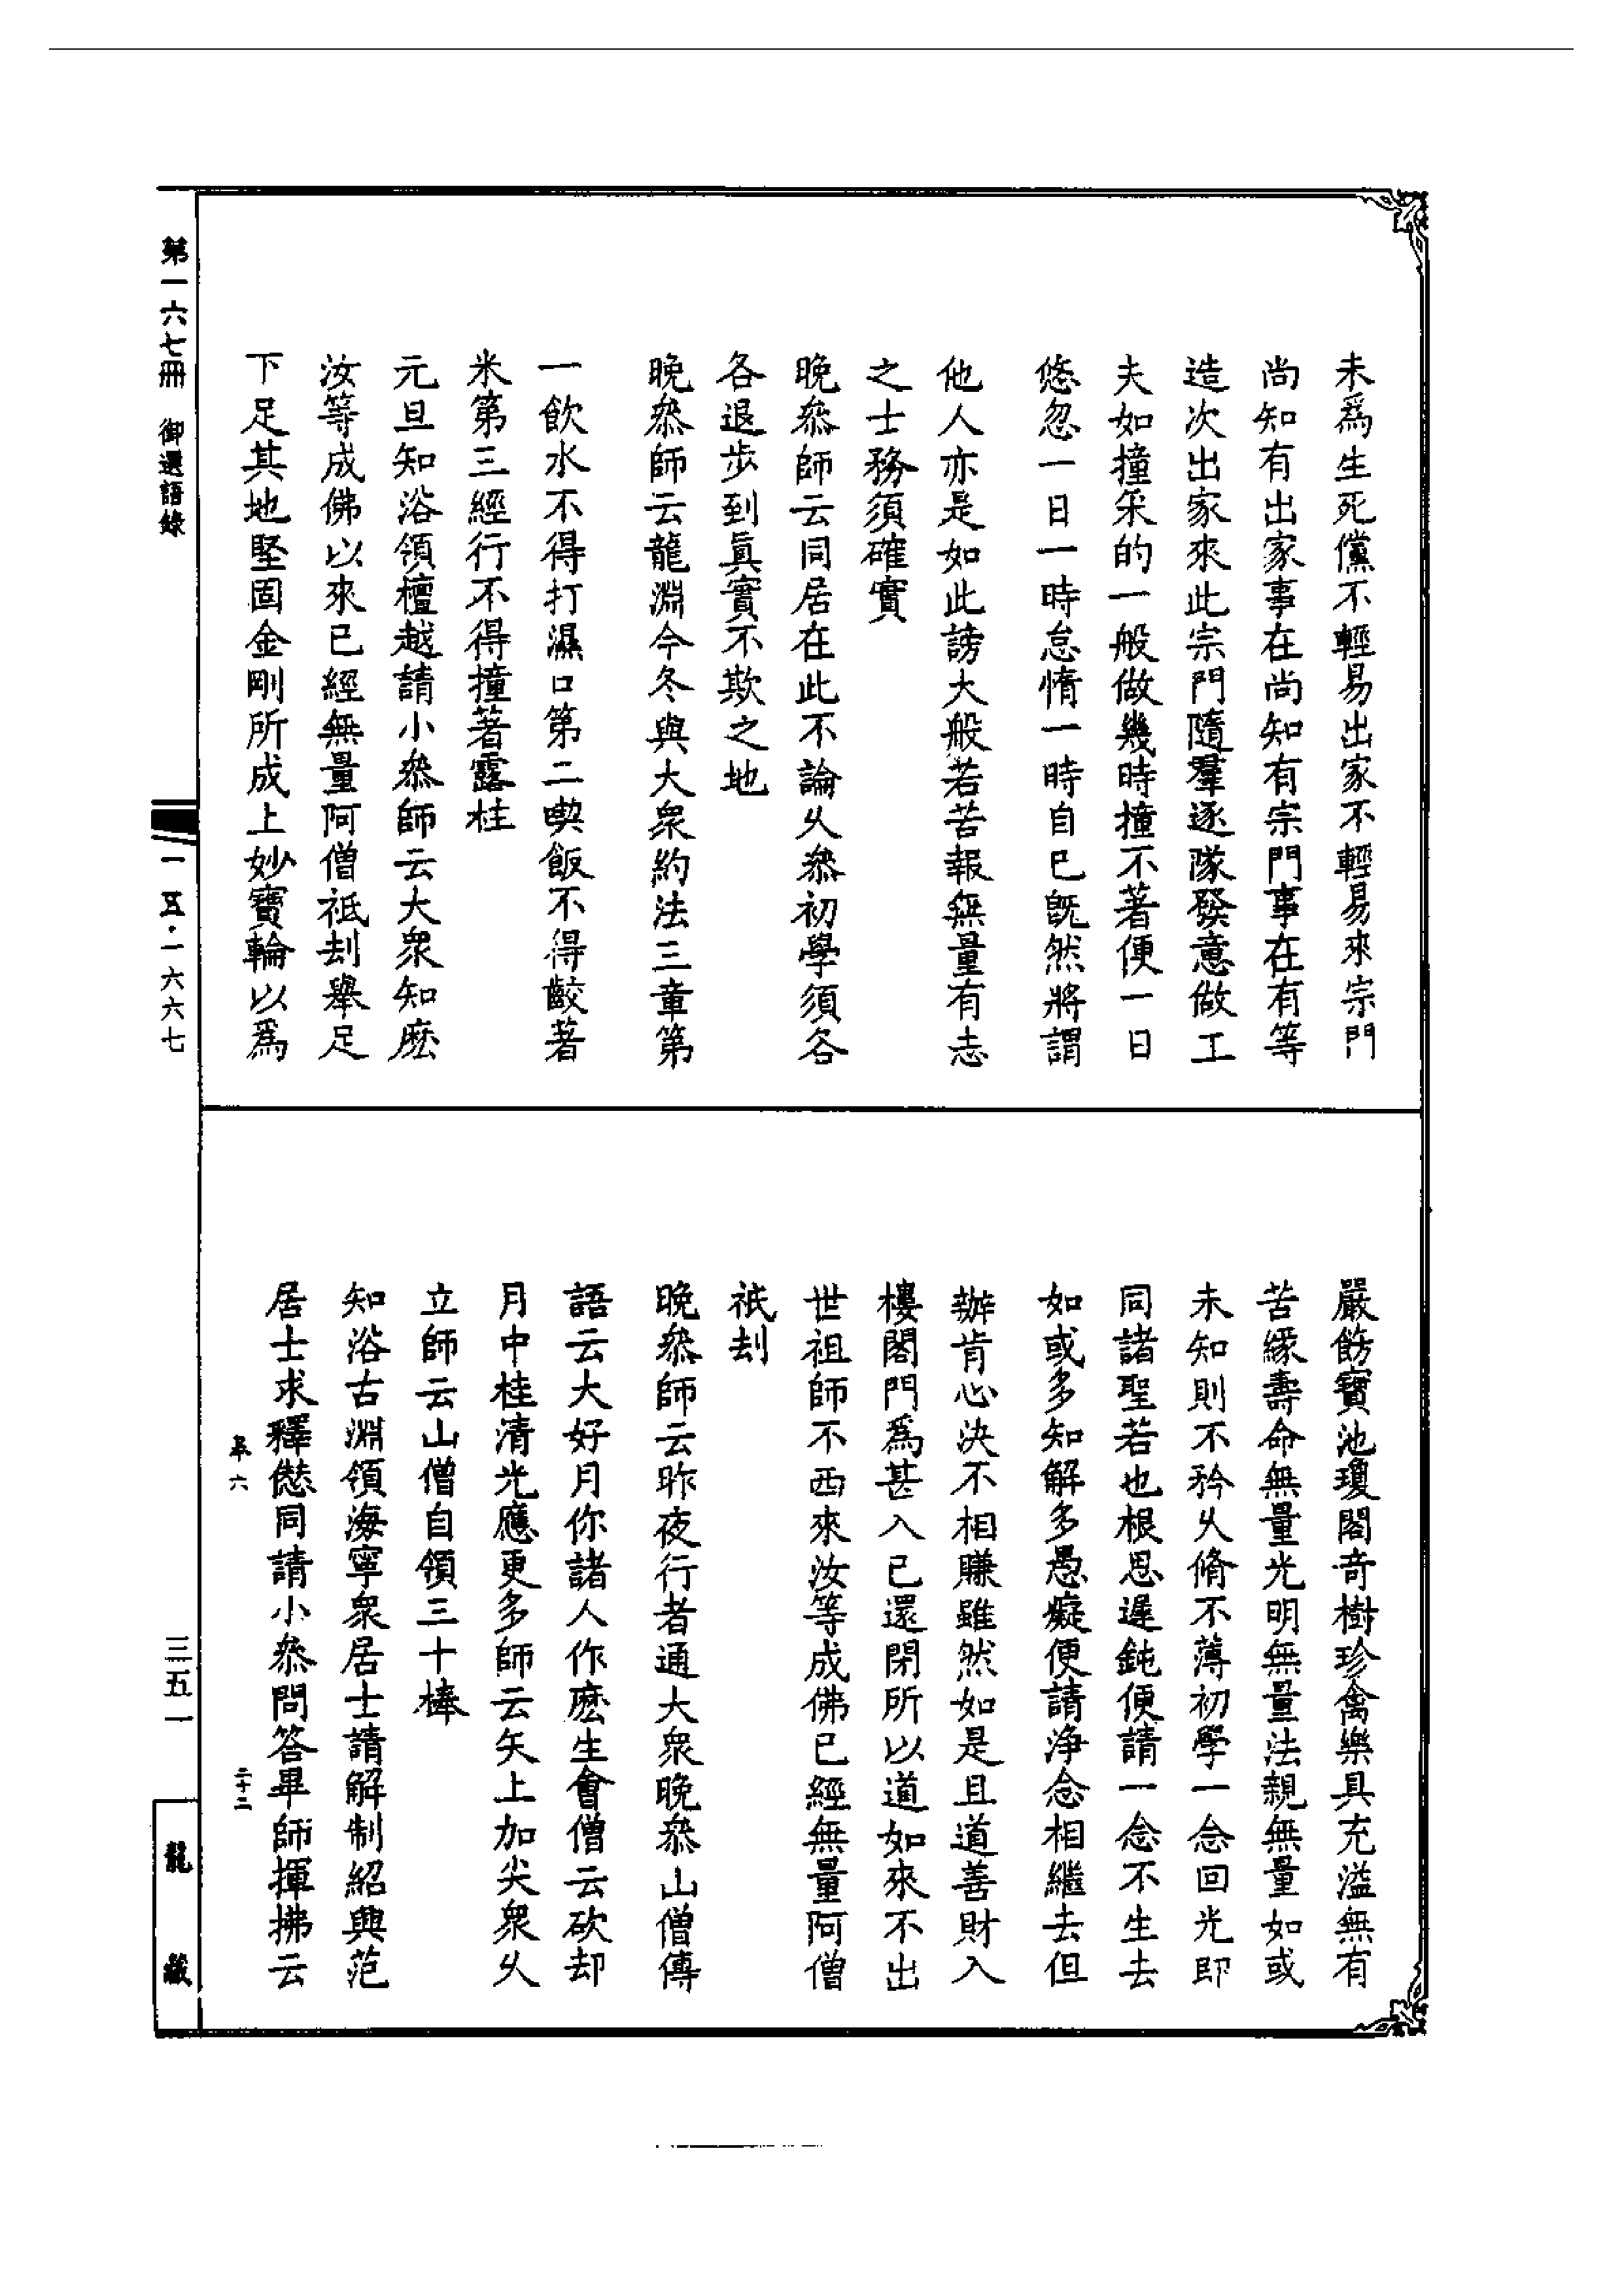 未爲生死儻不輕易出家不輕易來宗門
尚知有出家事在尚知有宗門事在有等
造次出家來此宗門隨羣逐隊發意做工
夫如撞采的一般做幾時撞不著便一日
悠忽一日一時怠惰一時自已旣然將謂
他人亦是如此謗大般若苦報無量有志
之士務須確實
晚叅師云同居在此不論乆叅初學須各
各退步到眞實不欺之地
晚叅師云龍淵今冬與大衆約法三章第
一飲水不得打濕口第二喫飯不得齩著
米第三經行不得撞著露柱
元旦知浴領檀越請小叅師云大衆知麽
汝等成佛以來已經無量阿僧祇刦舉足
下足其地堅固金剛所成上妙寶輪以爲
嚴飭寶池瓊閣奇樹珍禽樂具充溢無有
苦緣壽命無量光明無量法親無量如或
未知則不矜乆脩不薄初學一念回光即
同諸聖若也根思遲鈍便請一念不生去
如或多知解多愚癡便請淨念相繼去但
辦肯心決不相賺雖然如是且道善財入
樓閣門爲甚入已還閉所以道如來不出
世祖師不西來汝等成佛已經無量阿僧
祇刦
晚叅師云昨夜行者通大衆晚叅山僧傳
語云大好月你諸人作麽生會僧云砍却
月中桂清光應更多師云矢上加尖衆乆
立師云山僧自領三十棒
知浴古淵領海寧衆居士請解制紹興范
居士求釋愆同請小叅問答畢師揮拂云
六
二十二
第一六七冊 御選語錄
一五·一六六七
三五一
龍藏